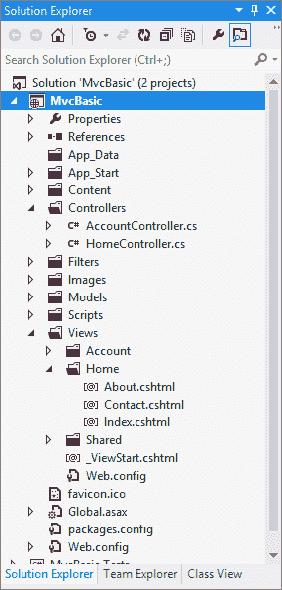 Solution Explorer
Search Solution Explorer (Ctrl+;)
Solution 'MvcBasic' (2 projects)
MvcBasic
Properties
References
App_Data
App_Start
Content
Controllers
AccountController.cs
HomeController.cs
Filters
Images
Models
Scripts
Views
Account
Home
About.cshtml
Contact.cshtml
Index.cshtml
Shared
_ViewStart.cshtml
Web.config
favicon.ico
Global.asax
packages.config
Web.config
MvcBasic.Tests
Solution Explorer Team Explorer Class View